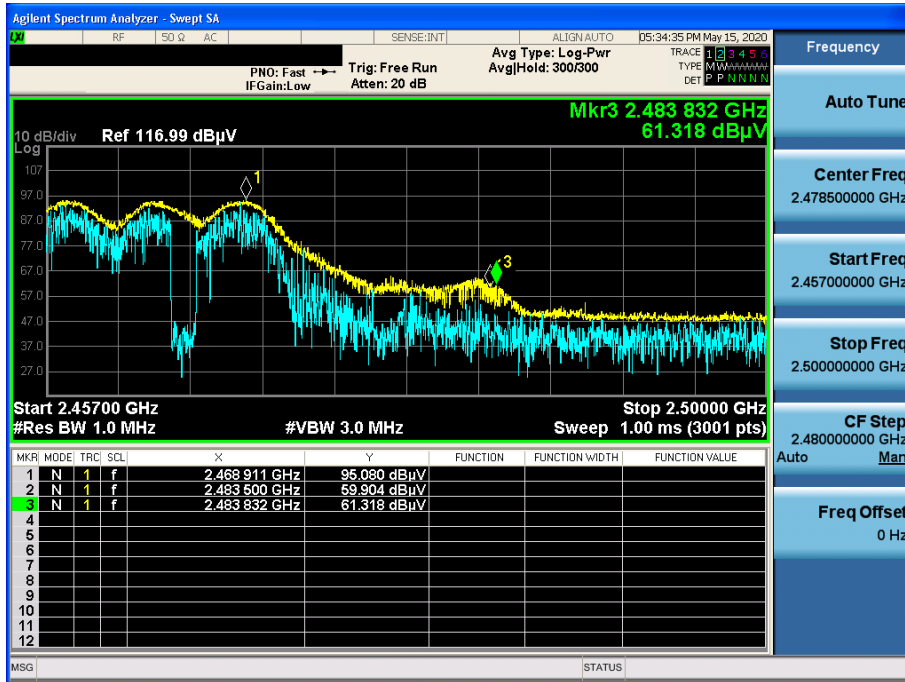 Agilent Spectrum Analyzer - Swept SA
LXI RF 50 Ω AC SENSE:INT ALIGN AUTO 05:34:35 PM May 15, 2020
PNO: Fast
IFGain:Low
Trig: Free Run
Atten: 20 dB
Avg Type: Log-Pwr
Avg|Hold: 300/300
TRACE 1 2 3 4 5 6
TYPE M W
DET P P N N N N
Mkr3 2.483 832 GHz
61.318 dBµV
10 dB/div Ref 116.99 dBµV
Log
107
97.0
87.0
77.0
67.0
57.0
47.0
37.0
27.0
1
3
Start 2.45700 GHz Stop 2.50000 GHz
#Res BW 1.0 MHz #VBW 3.0 MHz Sweep 1.00 ms (3001 pts)
MKR MODE TRC SCL X Y FUNCTION FUNCTION WIDTH FUNCTION VALUE
1 N 1 f 2.468 911 GHz 95.080 dBµV
2 N 1 f 2.483 500 GHz 59.904 dBµV
3 N 1 f 2.483 832 GHz 61.318 dBµV
4
5
6
7
8
9
10
11
12
MSG STATUS
Frequency
Auto Tune
Center Freq
2.478500000 GHz
Start Freq
2.457000000 GHz
Stop Freq
2.500000000 GHz
CF Step
2.480000000 GHz
Auto Man
Freq Offset
0 Hz